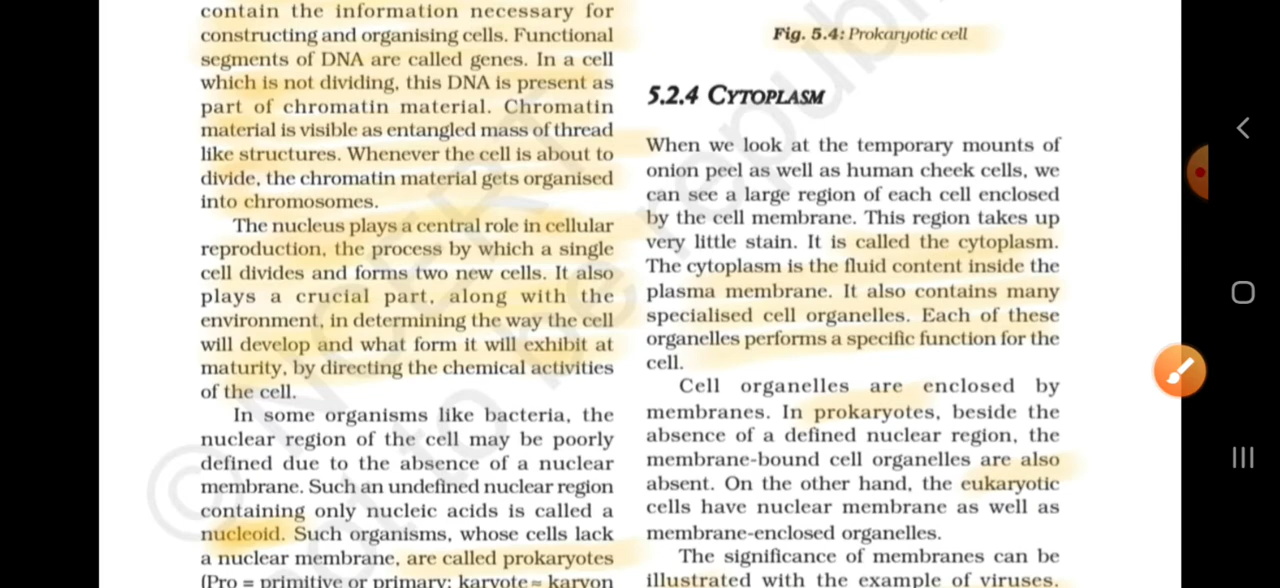 contain the information necessary for
constructing and organising cells. Functional
segments of DNA are called genes. In a cell
which is not dividing, this DNA is present as
part of chromatin material. Chromatin
material is visible as entangled mass of thread
like structures. Whenever the cell is about to
divide, the chromatin material gets organised
into chromosomes.
The nucleus plays a central role in cellular
reproduction, the process by which a single
cell divides and forms two new cells. It also
plays a crucial part, along with the
environment, in determining the way the cell
will develop and what form it will exhibit at
maturity, by directing the chemical activities
of the cell.
In some organisms like bacteria, the
nuclear region of the cell may be poorly
defined due to the absence of a nuclear
membrane. Such an undefined nuclear region
containing only nucleic acids is called a
nucleoid. Such organisms, whose cells lack
a nuclear membrane, are called prokaryotes
(Pro = primitive or primary; karyote ≈ karyon
Fig. 5.4: Prokaryotic cell
5.2.4 CYTOPLASM
When we look at the temporary mounts of
onion peel as well as human cheek cells, we
can see a large region of each cell enclosed
by the cell membrane. This region takes up
very little stain. It is called the cytoplasm.
The cytoplasm is the fluid content inside the
plasma membrane. It also contains many
specialised cell organelles. Each of these
organelles performs a specific function for the
cell.
Cell organelles are enclosed by
membranes. In prokaryotes, beside the
absence of a defined nuclear region, the
membrane-bound cell organelles are also
absent. On the other hand, the eukaryotic
cells have nuclear membrane as well as
membrane-enclosed organelles.
The significance of membranes can be
illustrated with the example of viruses.
© NCERT
not to be republi